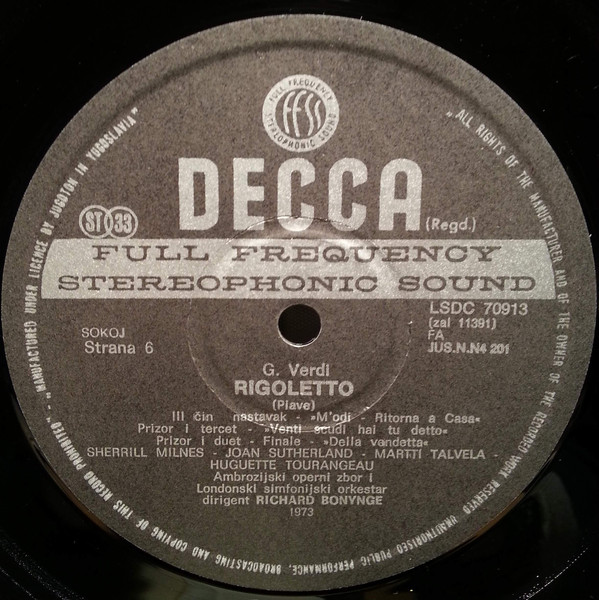 FULL FREQUENCY
FFSS
STEREOPHONIC SOUND
DECCA
(Regd.)
ST 33
FULL FREQUENCY
STEREOPHONIC SOUND
LSDC 70913
(zal 11391)
FA
JUS.N.N4 201
SOKOJ
Strana 6
G. Verdi
RIGOLETTO
(Piave)
III čin nastavak - »M'odi - Ritorna a Casa«
Prizor i tercet - »Venti scudi hai tu detto«
Prizor i duet - Finale - »Della vendetta«
SHERRILL MILNES - JOAN SUTHERLAND - MARTTI TALVELA -
HUGUETTE TOURANGEAU
Ambrozijski operni zbor i
Londonski simfonijski orkestar
dirigent RICHARD BONYNGE
1973
„ALL RIGHTS OF THE MANUFACTURER AND OF THE OWNER OF THE RECORDED WORK RESERVED UNAUTHORISED PUBLIC PERFORMANCE, BROADCASTING AND COPYING OF THIS RECORD PROHIBITED" - "MANUFACTURED UNDER LICENCE BY JUGOTON IN YUGOSLAVIA"